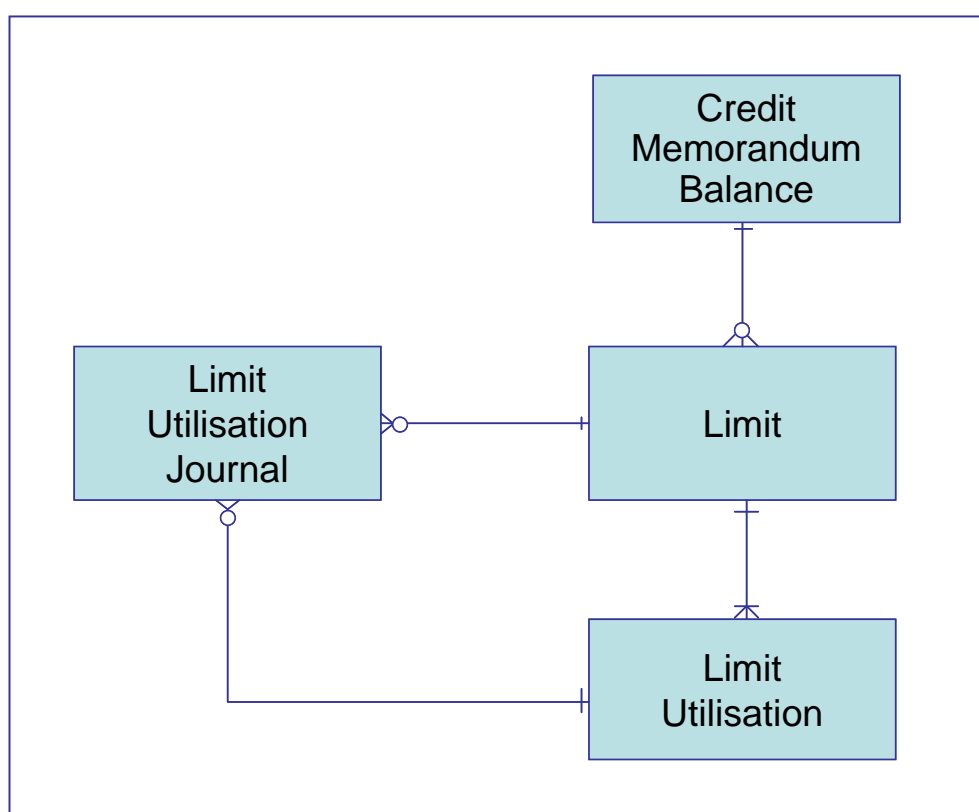 Credit
Memorandum
Balance
Limit
Utilisation
Journal
Limit
Limit
Utilisation